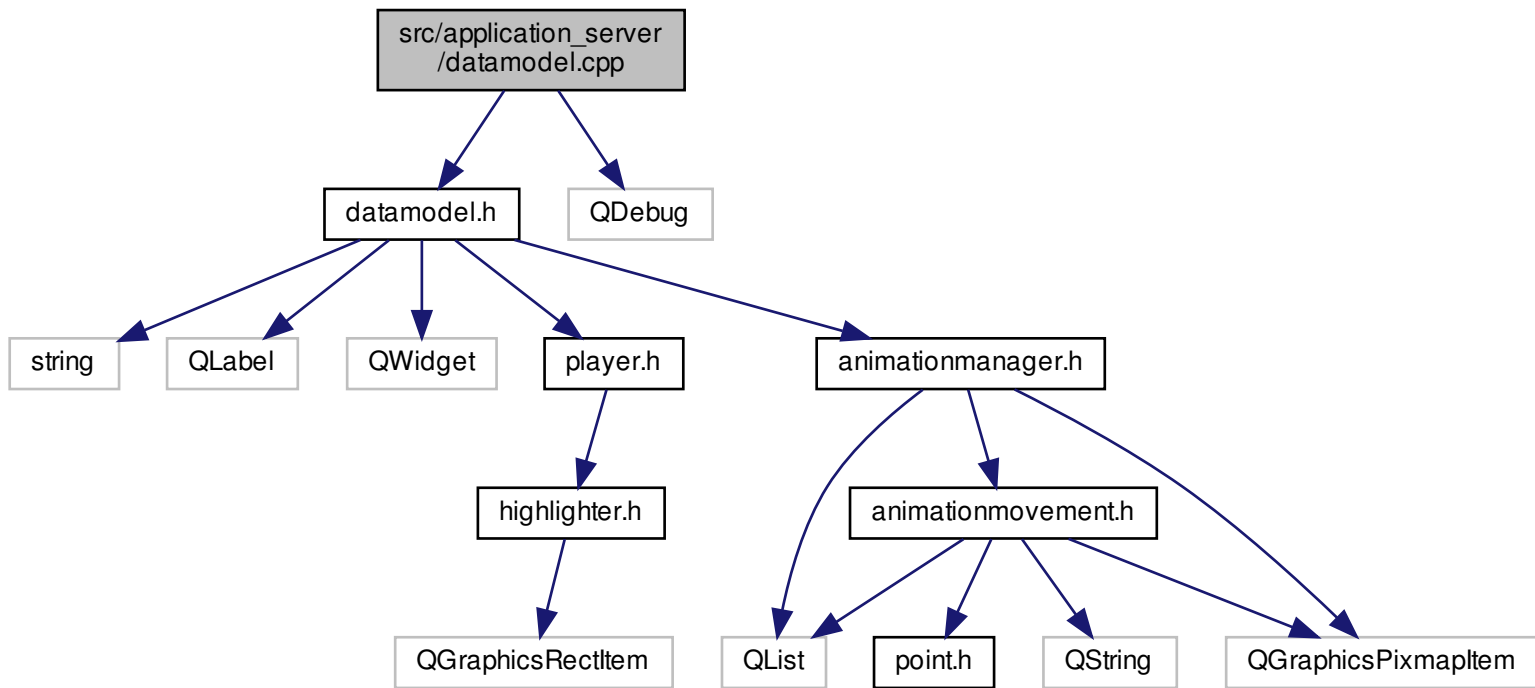 src/application_server
/datamodel.cpp
datamodel.h
QDebug
string
QLabel
QWidget
player.h
animationmanager.h
highlighter.h
animationmovement.h
QGraphicsRectItem
QList
point.h
QString
QGraphicsPixmapItem